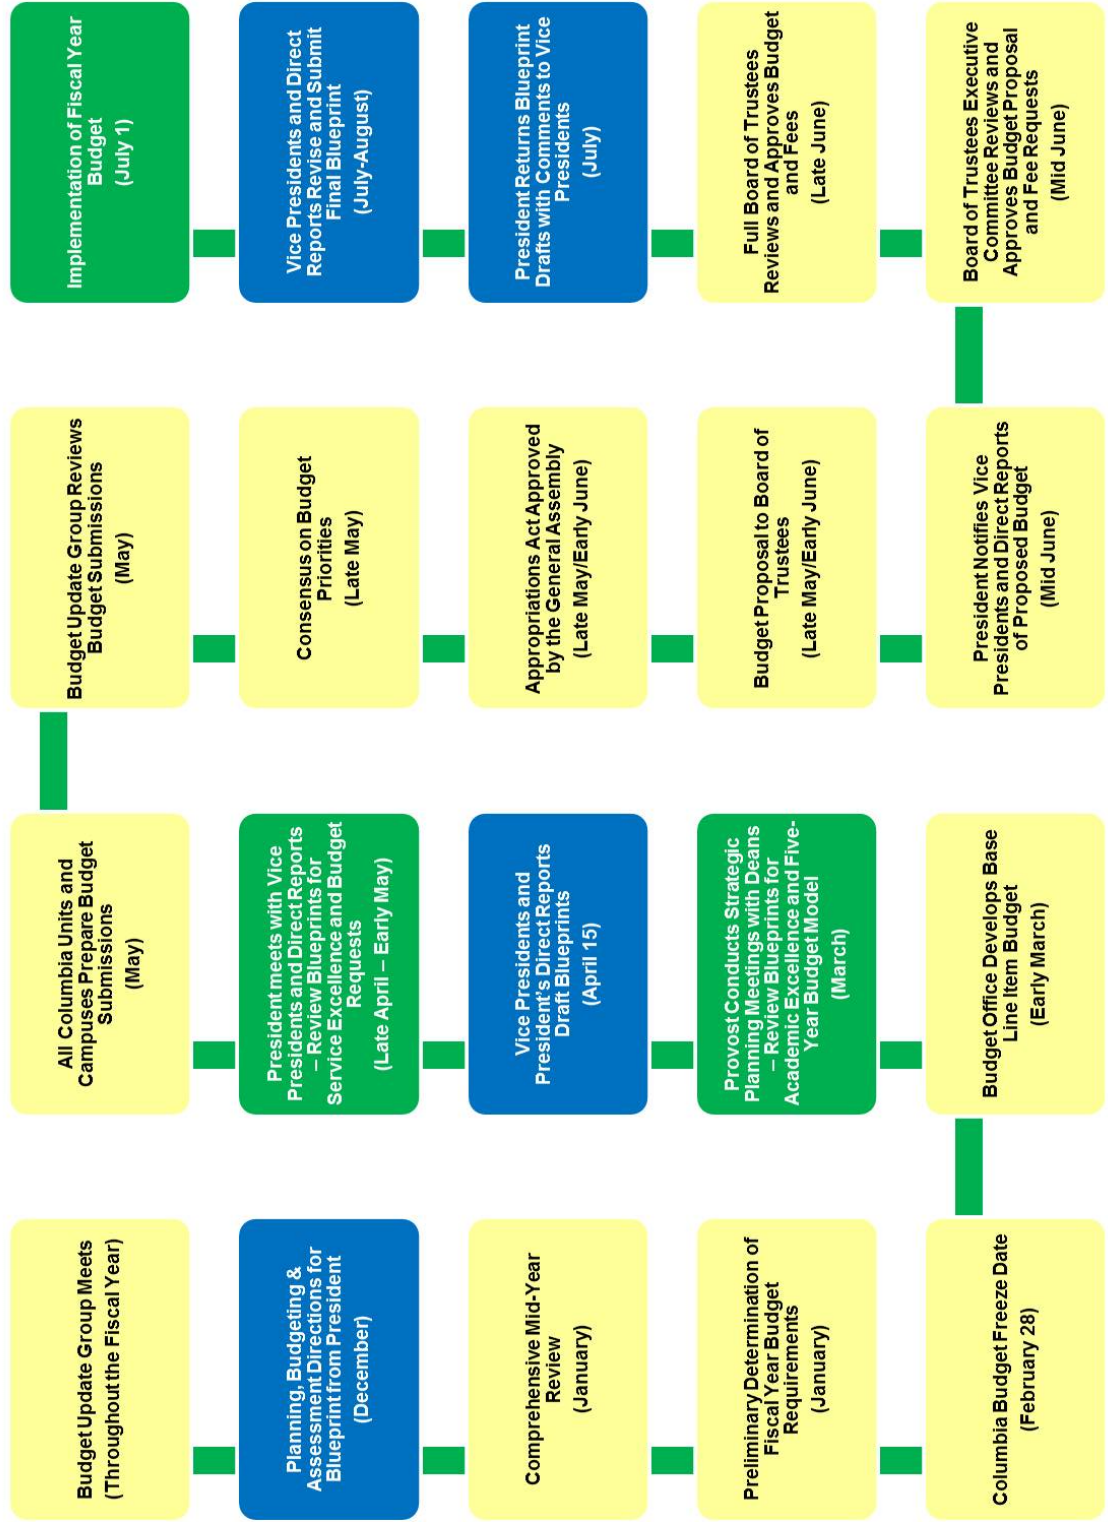 Budget Update Group Meets
(Throughout the Fiscal Year)
Planning, Budgeting &
Assessment Directions for
Blueprint from President
(December)
Comprehensive Mid-Year
Review
(January)
Preliminary Determination of
Fiscal Year Budget
Requirements
(January)
Columbia Budget Freeze Date
(February 28)
Budget Office Develops Base
Line Item Budget
(Early March)
Provost Conducts Strategic
Planning Meetings with Deans
– Review Blueprints for
Academic Excellence and Five-
Year Budget Model
(March)
Vice Presidents and
President's Direct Reports
Draft Blueprints
(April 15)
President meets with Vice
Presidents and Direct Reports
– Review Blueprints for
Service Excellence and Budget
Requests
(Late April – Early May)
All Columbia Units and
Campuses Prepare Budget
Submissions
(May)
Budget Update Group Reviews
Budget Submissions
(May)
Consensus on Budget
Priorities
(Late May)
Appropriations Act Approved
by the General Assembly
(Late May/Early June)
Budget Proposal to Board of
Trustees
(Late May/Early June)
President Notifies Vice
Presidents and Direct Reports
of Proposed Budget
(Mid June)
Board of Trustees Executive
Committee Reviews and
Approves Budget Proposal
and Fee Requests
(Mid June)
Full Board of Trustees
Reviews and Approves Budget
and Fees
(Late June)
President Returns Blueprint
Drafts with Comments to Vice
Presidents
(July)
Vice Presidents and Direct
Reports Revise and Submit
Final Blueprint
(July-August)
Implementation of Fiscal Year
Budget
(July 1)